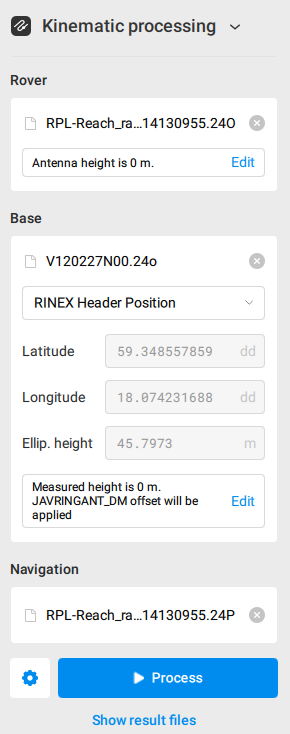 Kinematic processing
Rover
RPL-Reach_ra...14130955.24O
Antenna height is 0 m. Edit
Base
V120227N00.24o
RINEX Header Position
Latitude 59.348557859 dd
Longitude 18.074231688 dd
Ellip. height 45.7973 m
Measured height is 0 m.
JAVRINGANT_DM offset will be Edit
applied
Navigation
RPL-Reach_ra...14130955.24P
Process
Show result files